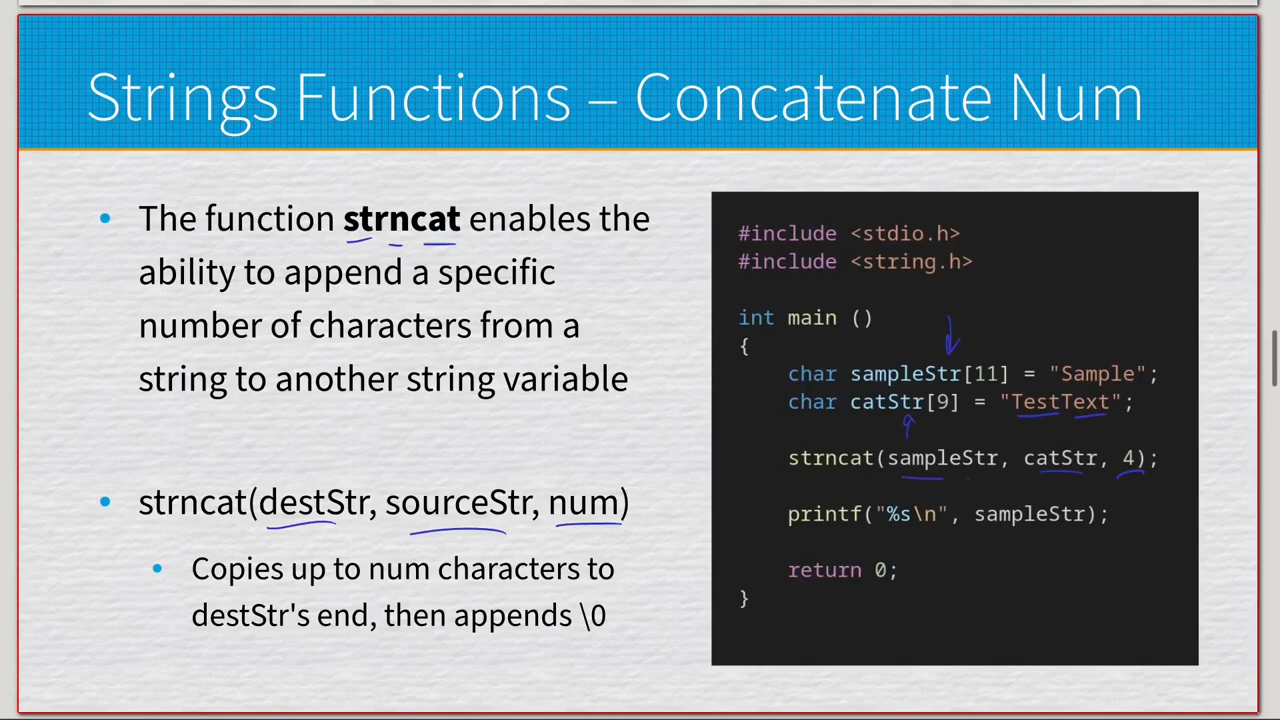 Strings Functions – Concatenate Num
• The function strncat enables the
ability to append a specific
number of characters from a
string to another string variable
• strncat(destStr, sourceStr, num)
• Copies up to num characters to
destStr's end, then appends \0
#include <stdio.h>
#include <string.h>
int main ()
{
char sampleStr[11] = "Sample";
char catStr[9] = "TestText";
strncat(sampleStr, catStr, 4);
printf("%s\n", sampleStr);
return 0;
}